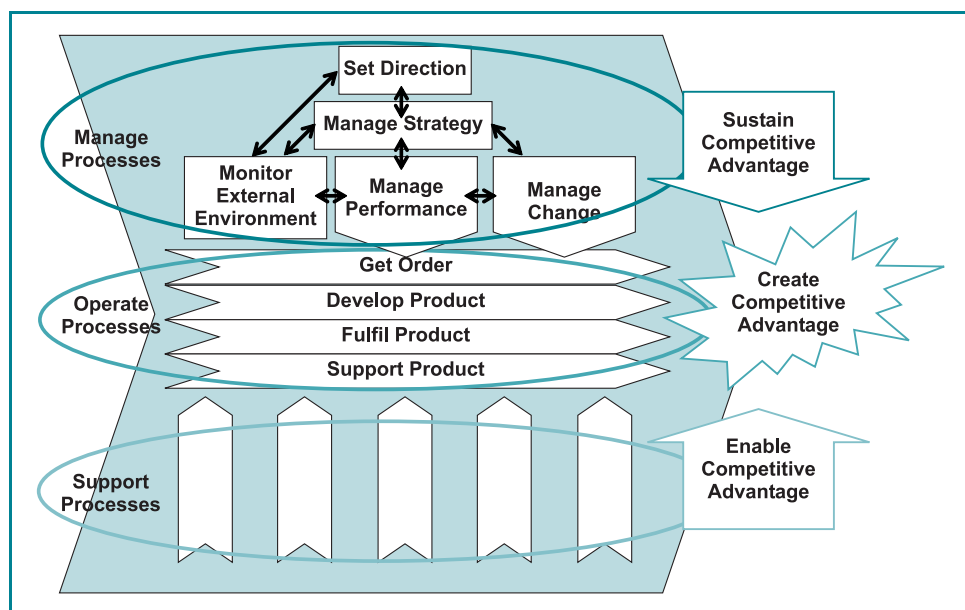 Set Direction
Manage Strategy
Manage
Processes
Monitor
External
Environment
Manage
Performance
Manage
Change
Sustain
Competitive
Advantage
Get Order
Develop Product
Fulfil Product
Support Product
Operate
Processes
Create
Competitive
Advantage
Support
Processes
Enable
Competitive
Advantage